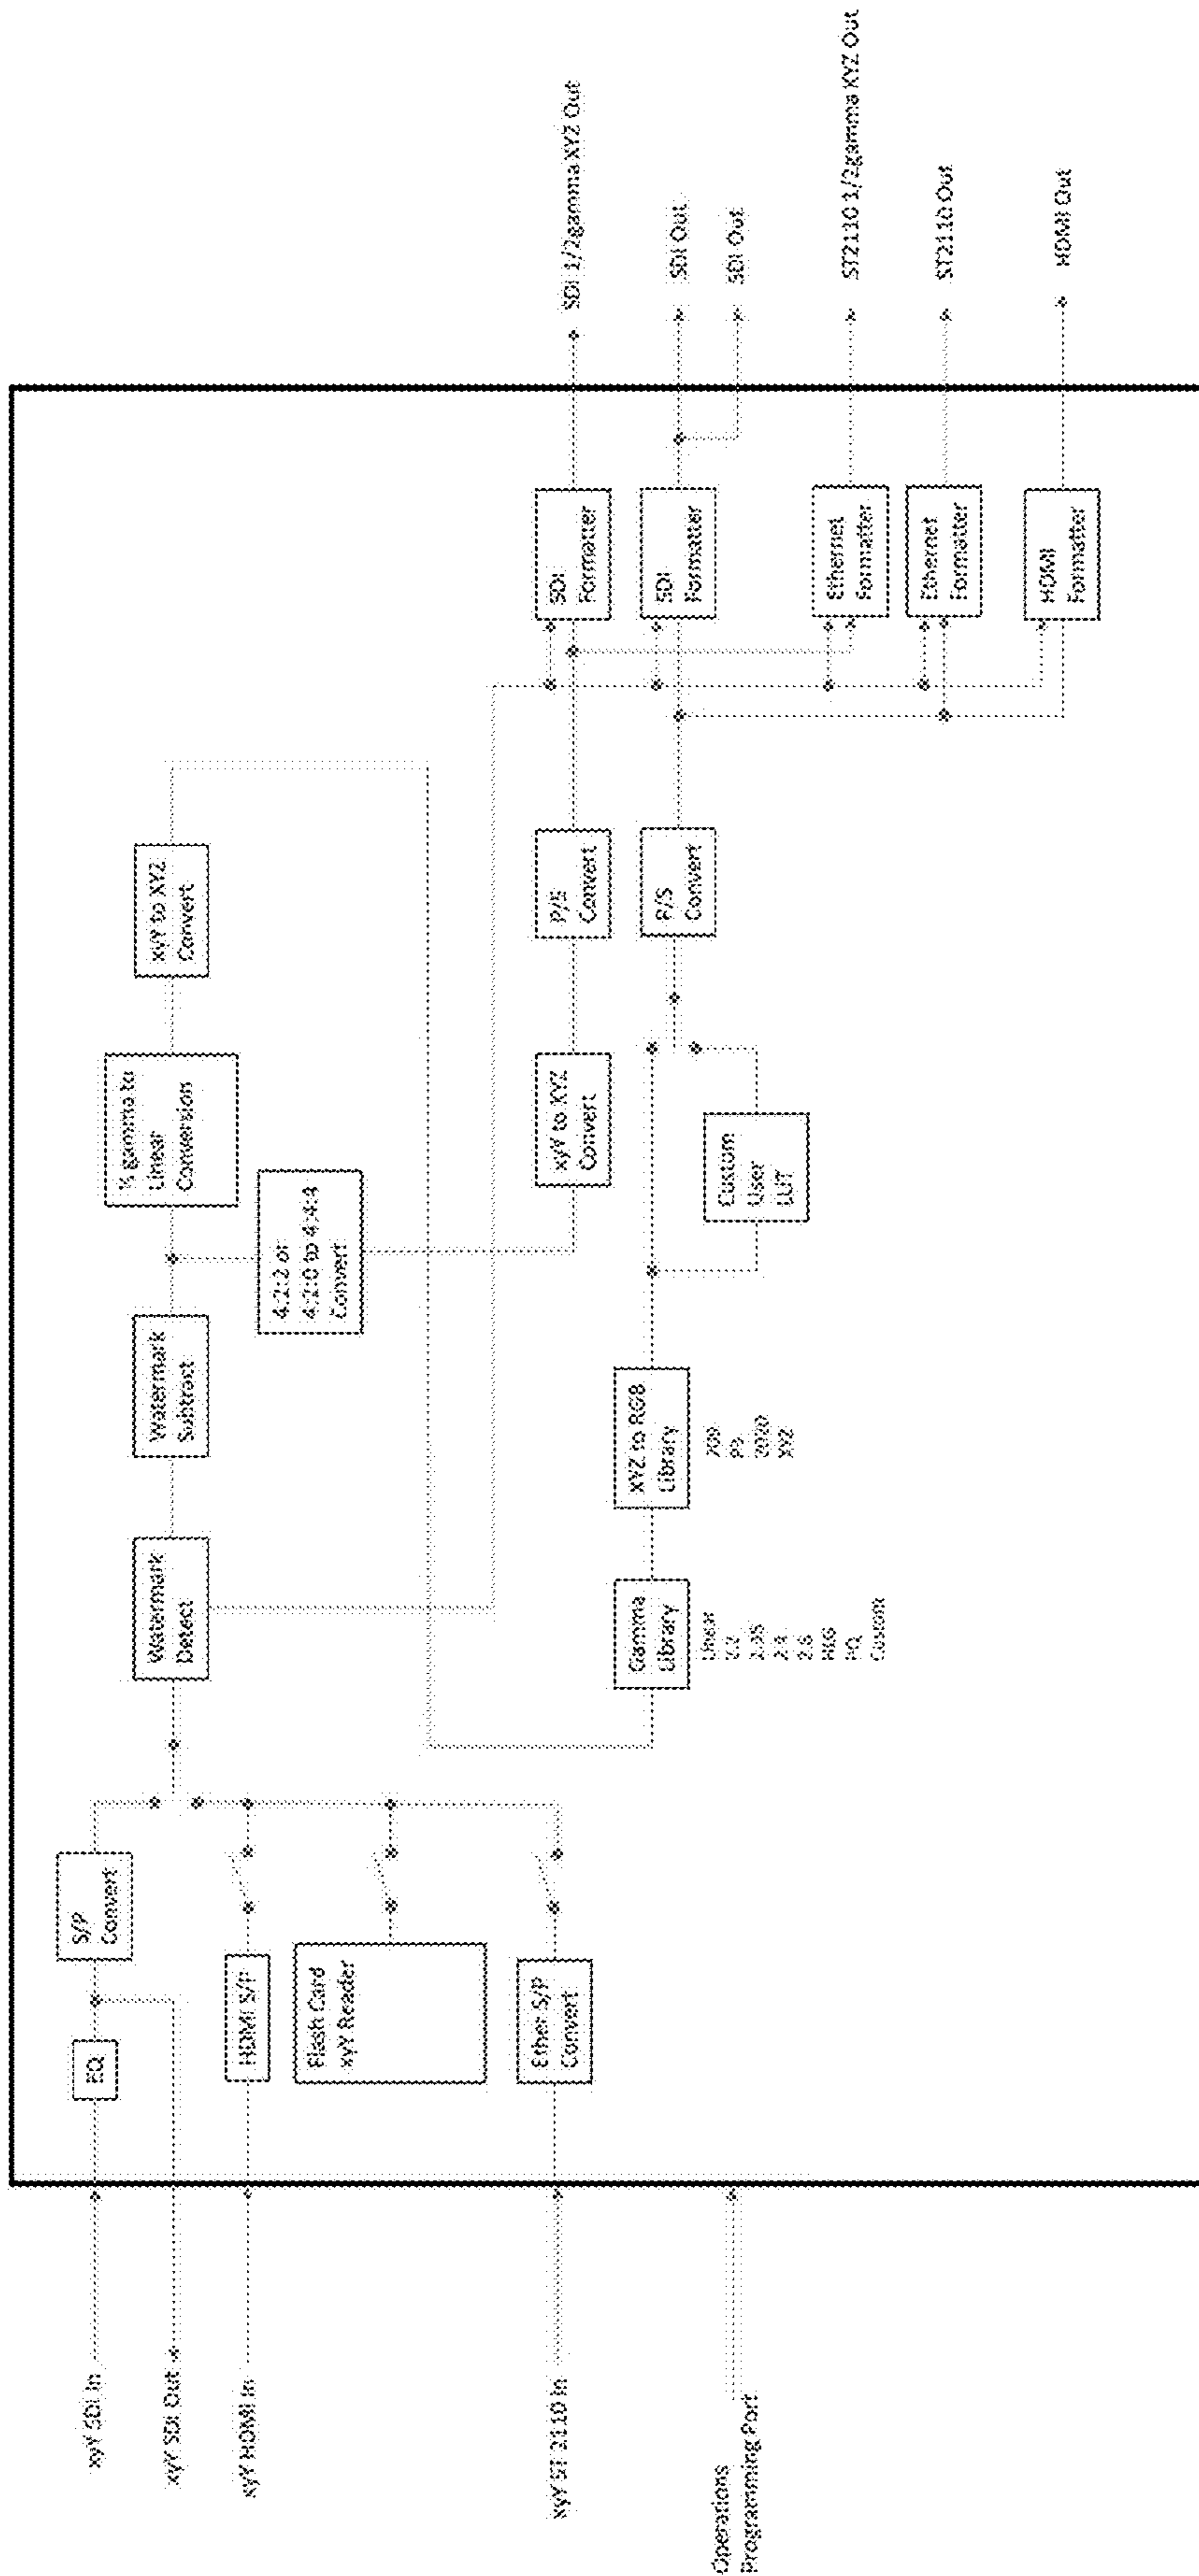 xyY SDI In
xyY SDI Out
xyY HDMI In
xyY ST 2110 In
Operations
Programming Port
EQ
S/P
Convert
HDMI S/P
Flash Card
xyY Reader
Ether S/P
Convert
Watermark
Detect
Watermark
Subtract
½ gamma to
Linear
Conversion
xyY to XYZ
Convert
4:2:2 or
4:2:0 to 4:4:4
Convert
xyY to XYZ
Convert
P/S
Convert
Gamma
Library
Linear
2.2
2.35
2.4
2.6
HLG
PQ
Custom
XYZ to RGB
Library
709
P3
2020
XYZ
Custom
User
LUT
P/S
Convert
SDI
Formatter
SDI
Formatter
Ethernet
Formatter
Ethernet
Formatter
HDMI
Formatter
SDI 1/2gamma XYZ Out
SDI Out
SDI Out
ST2110 1/2gamma XYZ Out
ST2110 Out
HDMI Out